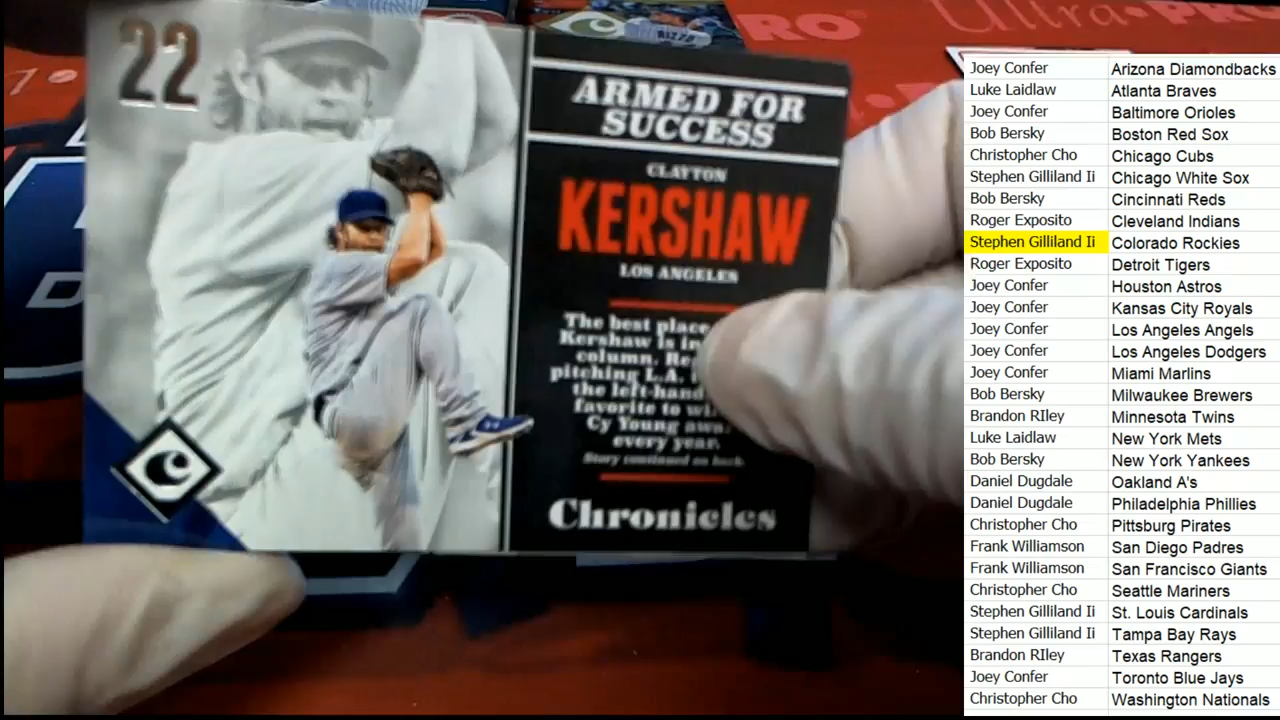 22
ARMED FOR
SUCCESS
CLAYTON
KERSHAW
LOS ANGELES
The best place
Kershaw is in
column.
pitching L.A.
the left-hand
favorite to
Cy Young
every year.
Story continued on back.
Chronicles
C
RIZZO
RO
Ultra-PRO
Joey Confer Arizona Diamondbacks
Luke Laidlaw Atlanta Braves
Joey Confer Baltimore Orioles
Bob Bersky Boston Red Sox
Christopher Cho Chicago Cubs
Stephen Gilliland Ii Chicago White Sox
Bob Bersky Cincinnati Reds
Roger Exposito Cleveland Indians
Stephen Gilliland Ii Colorado Rockies
Roger Exposito Detroit Tigers
Joey Confer Houston Astros
Joey Confer Kansas City Royals
Joey Confer Los Angeles Angels
Joey Confer Los Angeles Dodgers
Joey Confer Miami Marlins
Bob Bersky Milwaukee Brewers
Brandon RIley Minnesota Twins
Luke Laidlaw New York Mets
Bob Bersky New York Yankees
Daniel Dugdale Oakland A's
Daniel Dugdale Philadelphia Phillies
Christopher Cho Pittsburg Pirates
Frank Williamson San Diego Padres
Frank Williamson San Francisco Giants
Christopher Cho Seattle Mariners
Stephen Gilliland Ii St. Louis Cardinals
Stephen Gilliland Ii Tampa Bay Rays
Brandon RIley Texas Rangers
Joey Confer Toronto Blue Jays
Christopher Cho Washington Nationals